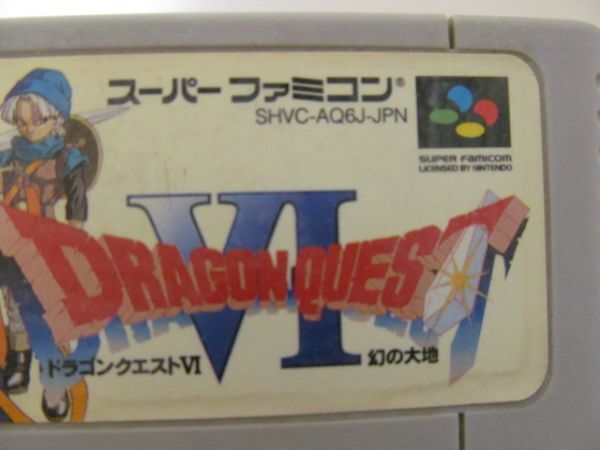 スーパーファミコン®
SHVC-AQ6J-JPN
SUPER FAMICOM
LICENSED BY NINTENDO
VI
DRAGON QUEST
ドラゴンクエストVI
幻の大地